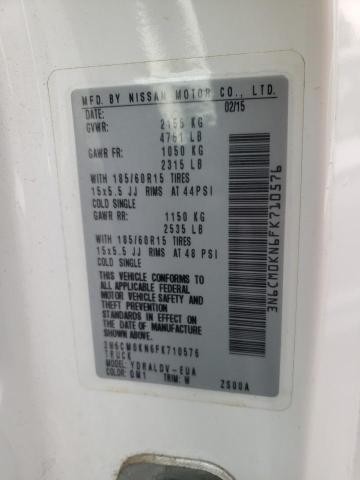 MFD. BY NISSAN MOTOR CO., LTD.
DATE: 02/15
GVWR: 2155 KG
4751 LB
GAWR FR: 1050 KG
2315 LB
WITH 185/60R15 TIRES
15x5.5 JJ RIMS AT 44PSI
COLD SINGLE
GAWR RR: 1150 KG
2535 LB
WITH 185/60R15 TIRES
15x5.5 JJ RIMS AT 48 PSI
COLD SINGLE
THIS VEHICLE CONFORMS TO
ALL APPLICABLE FEDERAL
MOTOR VEHICLE SAFETY
AND THEFT PREVENTION
STANDARDS IN EFFECT ON
THE DATE OF MANUFACTURE
SHOWN ABOVE.
3N6CM0KN6FK710576
TRUCK
MODEL: YDRALDV-EUA
COLOR: QM1 TRIM: W ZS00A
3N6CM0KN6FK710576